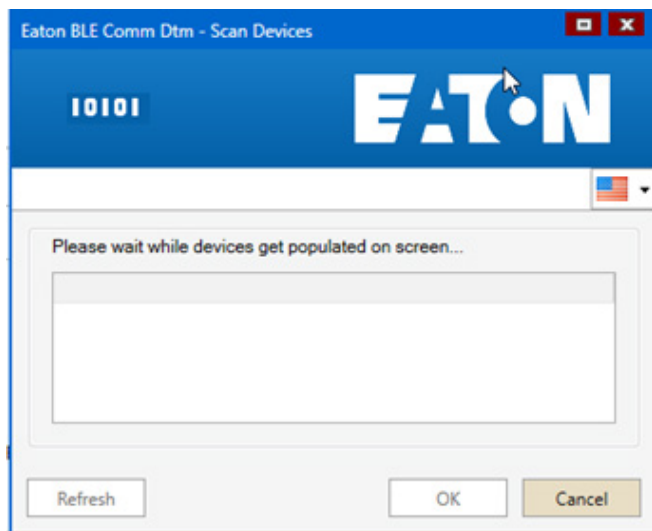 Eaton BLE Comm Dtm - Scan Devices
10101
EATON
Please wait while devices get populated on screen...
Refresh
OK
Cancel